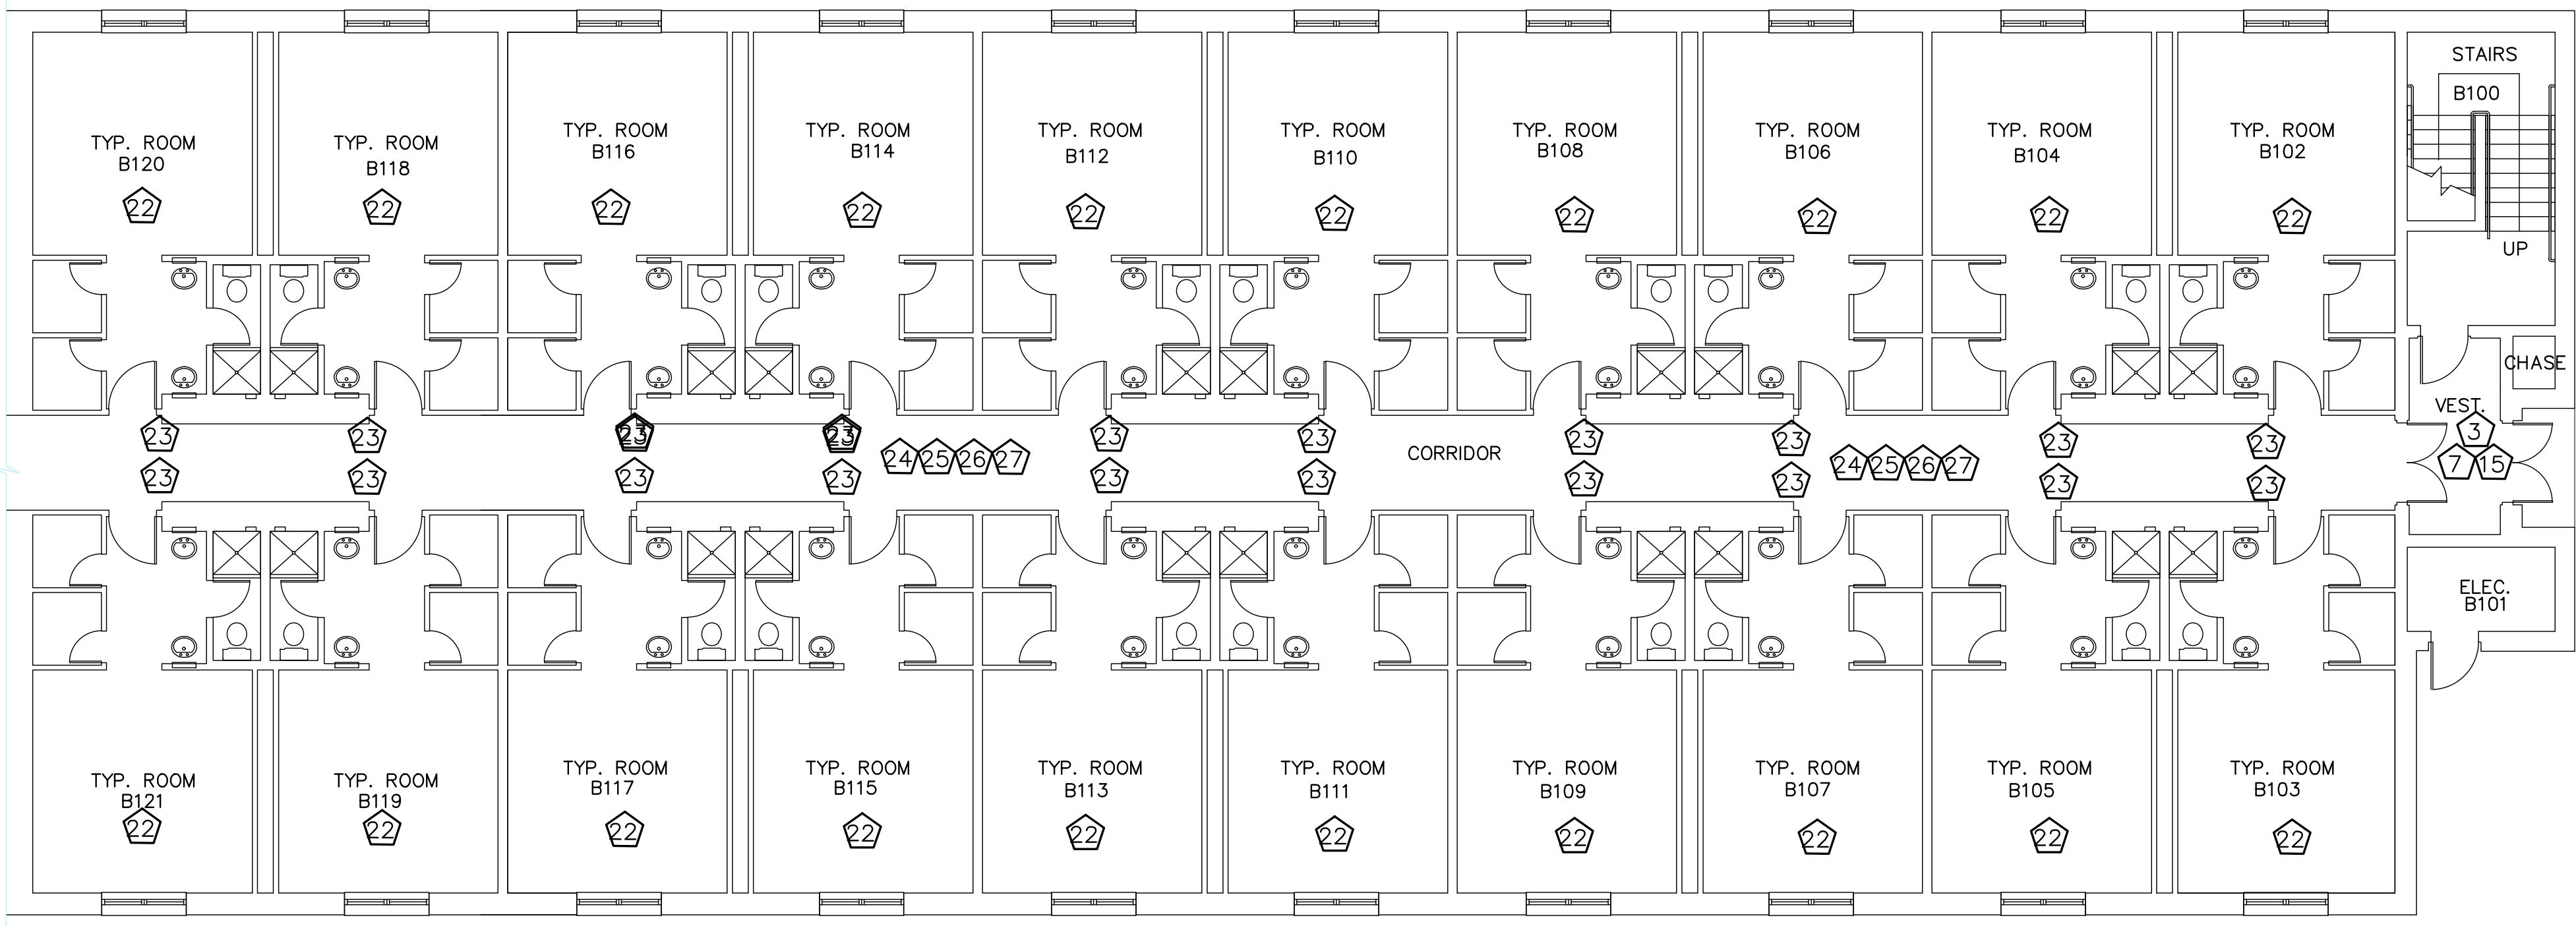 STAIRS
B100
UP
TYP. ROOM
B120
22
TYP. ROOM
B118
22
TYP. ROOM
B116
22
TYP. ROOM
B114
22
TYP. ROOM
B112
22
TYP. ROOM
B110
22
TYP. ROOM
B108
22
TYP. ROOM
B106
22
TYP. ROOM
B104
22
TYP. ROOM
B102
22
CHASE
VEST.
3
7 15
23 23 23 23 23 23 23 23 23 23
24 25 26 27
CORRIDOR
24 25 26 27
23 23 23 23 23 23 23 23 23 23
ELEC.
B101
TYP. ROOM
B121
22
TYP. ROOM
B119
22
TYP. ROOM
B117
22
TYP. ROOM
B115
22
TYP. ROOM
B113
22
TYP. ROOM
B111
22
TYP. ROOM
B109
22
TYP. ROOM
B107
22
TYP. ROOM
B105
22
TYP. ROOM
B103
22